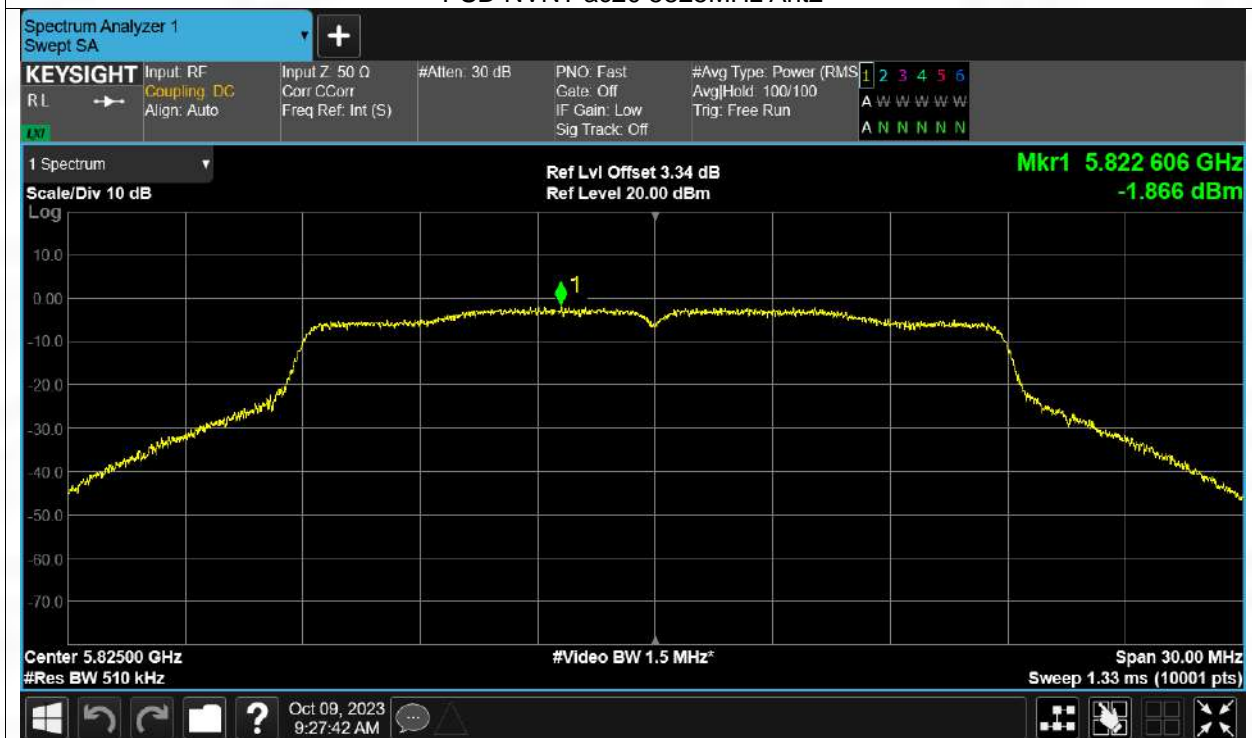 Spectrum Analyzer 1
Swept SA
+
KEYSIGHT
RL
LXI
Input: RF
Coupling: DC
Align: Auto
Input Z: 50 Ω
Corr CCorr
Freq Ref: Int (S)
#Atten: 30 dB
PNO: Fast
Gate: Off
IF Gain: Low
Sig Track: Off
#Avg Type: Power (RMS
Avg|Hold: 100/100
Trig: Free Run
1 2 3 4 5 6
A W W W W W
A N N N N N
1 Spectrum
Scale/Div 10 dB
Log
Ref Lvl Offset 3.34 dB
Ref Level 20.00 dBm
Mkr1 5.822 606 GHz
-1.866 dBm
10.0
0.00
-10.0
-20.0
-30.0
-40.0
-50.0
-60.0
-70.0
1
Center 5.82500 GHz
#Res BW 510 kHz
#Video BW 1.5 MHz*
Span 30.00 MHz
Sweep 1.33 ms (10001 pts)
?
Oct 09, 2023
9:27:42 AM